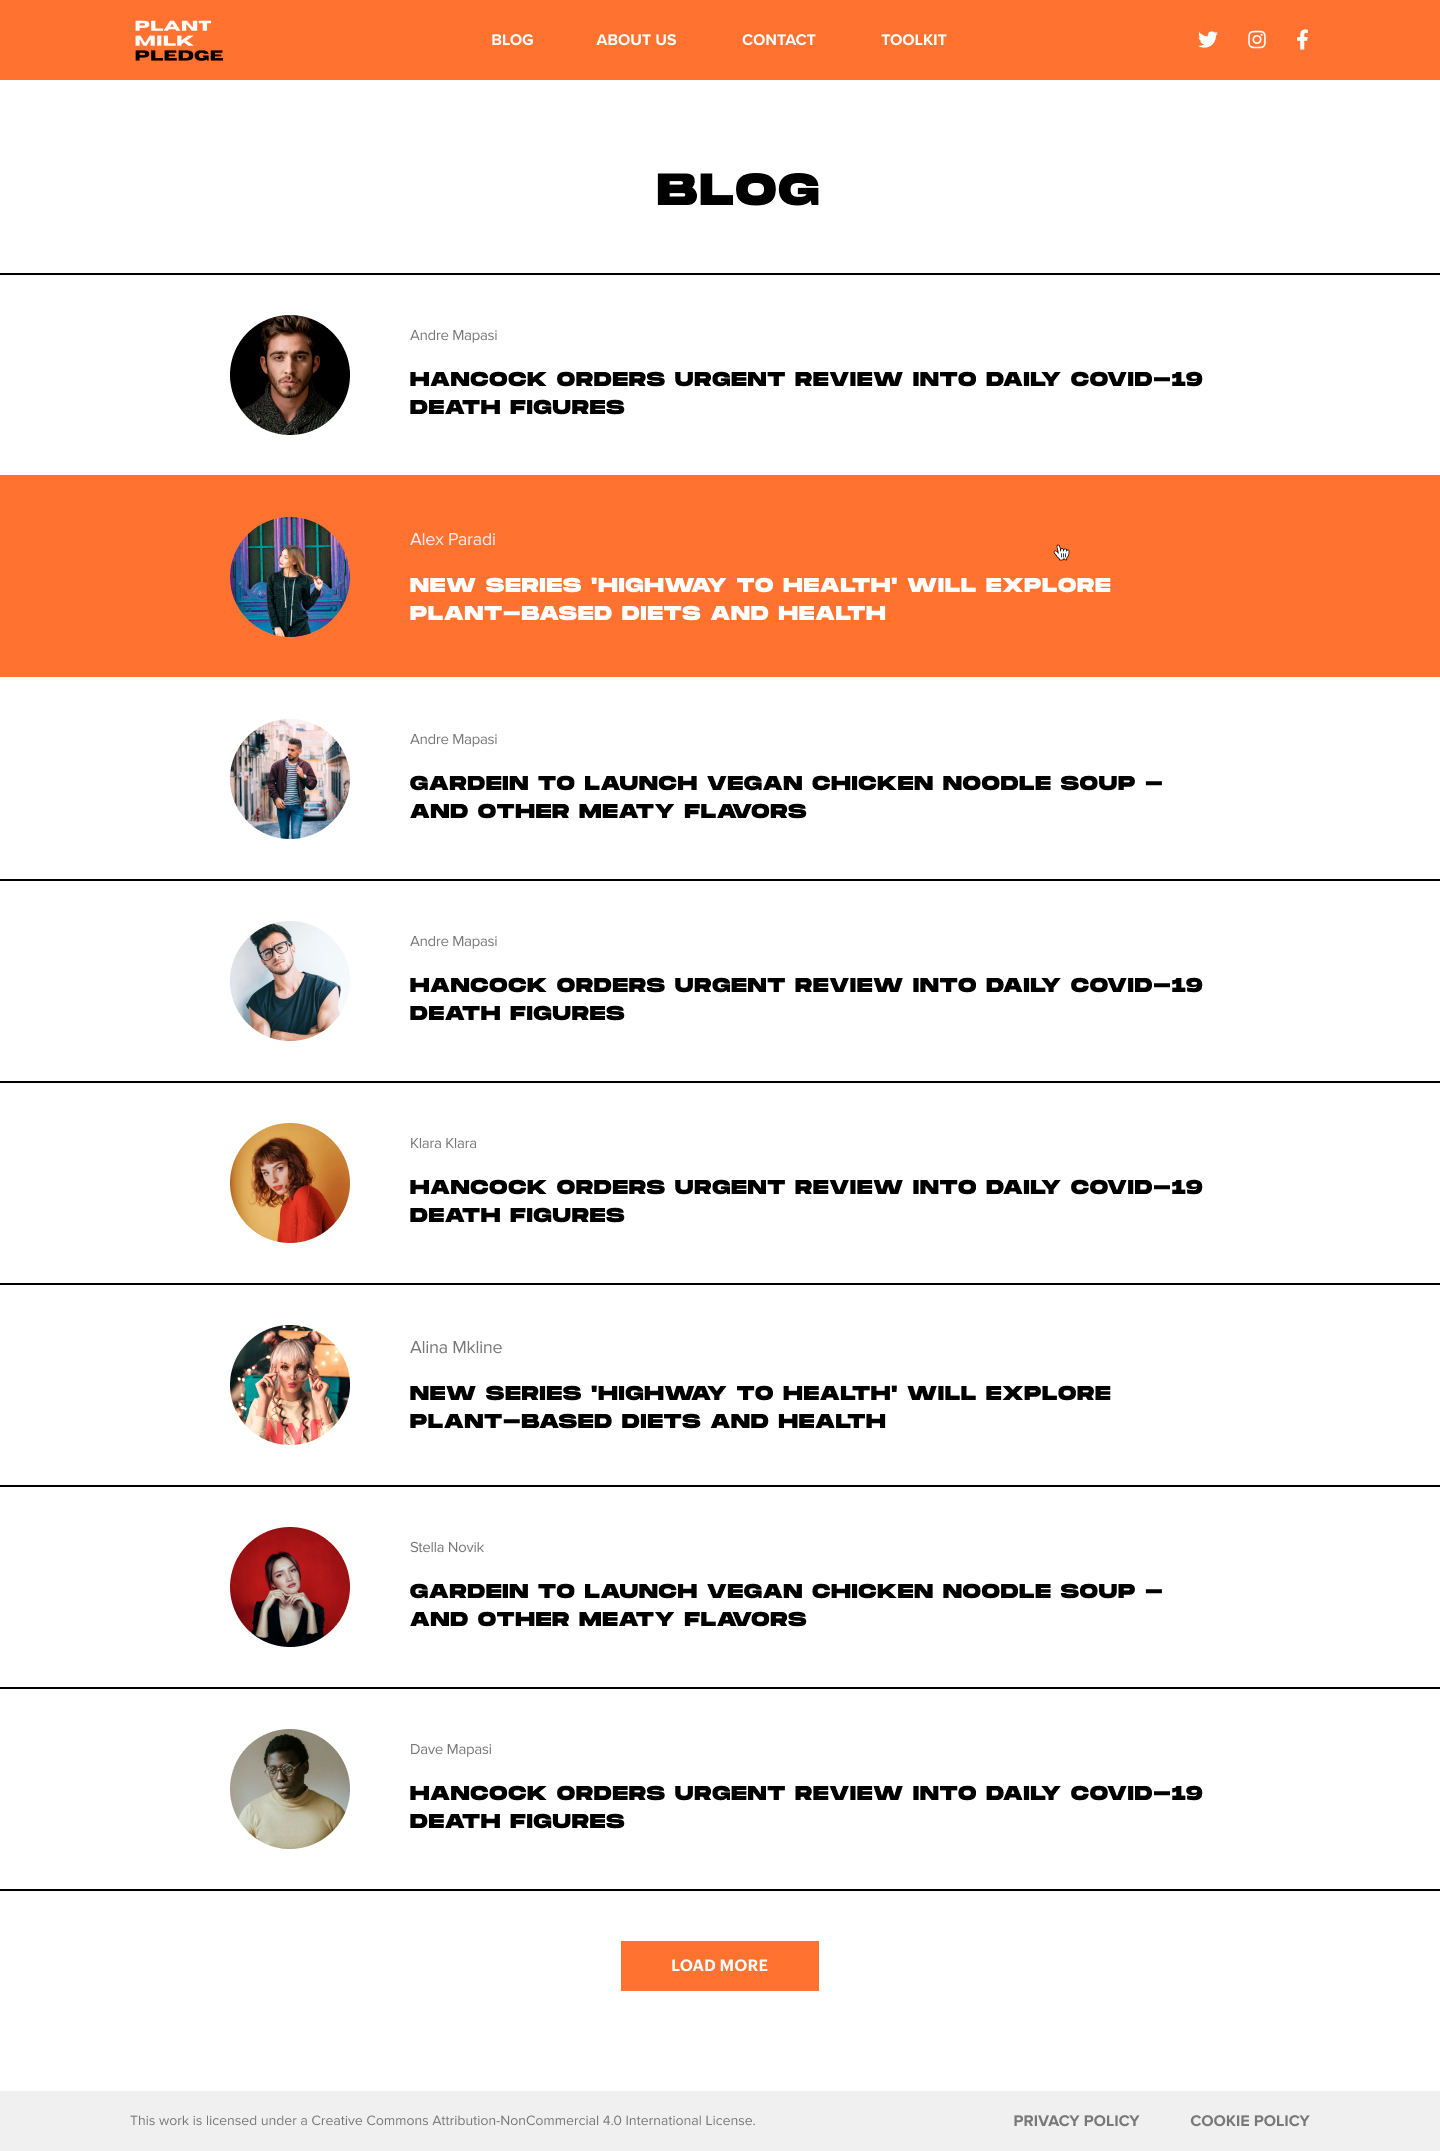 PLANT
MILK
PLEDGE
BLOG ABOUT US CONTACT TOOLKIT
BLOG
Andre Mapasi
HANCOCK ORDERS URGENT REVIEW INTO DAILY COVID-19
DEATH FIGURES
Alex Paradi
NEW SERIES 'HIGHWAY TO HEALTH' WILL EXPLORE
PLANT-BASED DIETS AND HEALTH
Andre Mapasi
GARDEIN TO LAUNCH VEGAN CHICKEN NOODLE SOUP –
AND OTHER MEATY FLAVORS
Andre Mapasi
HANCOCK ORDERS URGENT REVIEW INTO DAILY COVID-19
DEATH FIGURES
Klara Klara
HANCOCK ORDERS URGENT REVIEW INTO DAILY COVID-19
DEATH FIGURES
Alina Mkline
NEW SERIES 'HIGHWAY TO HEALTH' WILL EXPLORE
PLANT-BASED DIETS AND HEALTH
Stella Novik
GARDEIN TO LAUNCH VEGAN CHICKEN NOODLE SOUP –
AND OTHER MEATY FLAVORS
Dave Mapasi
HANCOCK ORDERS URGENT REVIEW INTO DAILY COVID-19
DEATH FIGURES
LOAD MORE
This work is licensed under a Creative Commons Attribution-NonCommercial 4.0 International License. PRIVACY POLICY COOKIE POLICY